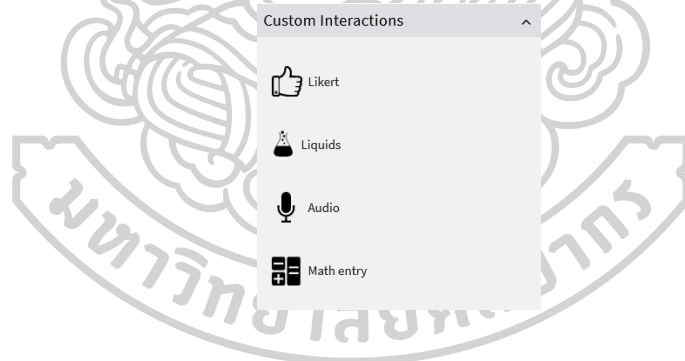 Custom Interactions
Likert
Liquids
Audio
Math entry